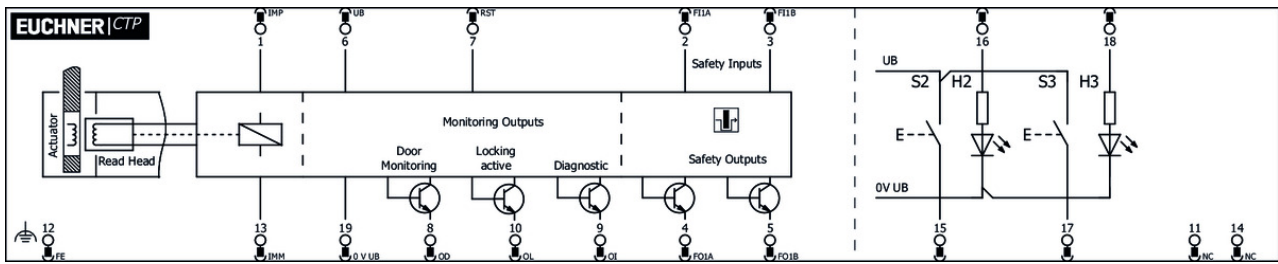 EUCHNER CTP
IMP
UB
RST
FI1A
FI1B
1
6
7
2
3
16
18
Safety Inputs
UB
S2
H2
S3
H3
Actuator
Read Head
Monitoring Outputs
Door
Monitoring
Locking
active
Diagnostic
Safety Outputs
E
E
0V UB
12
13
19
8
10
9
4
5
15
17
11
14
FE
IMM
0 V UB
OD
OL
OI
FO1A
FO1B
NC
NC